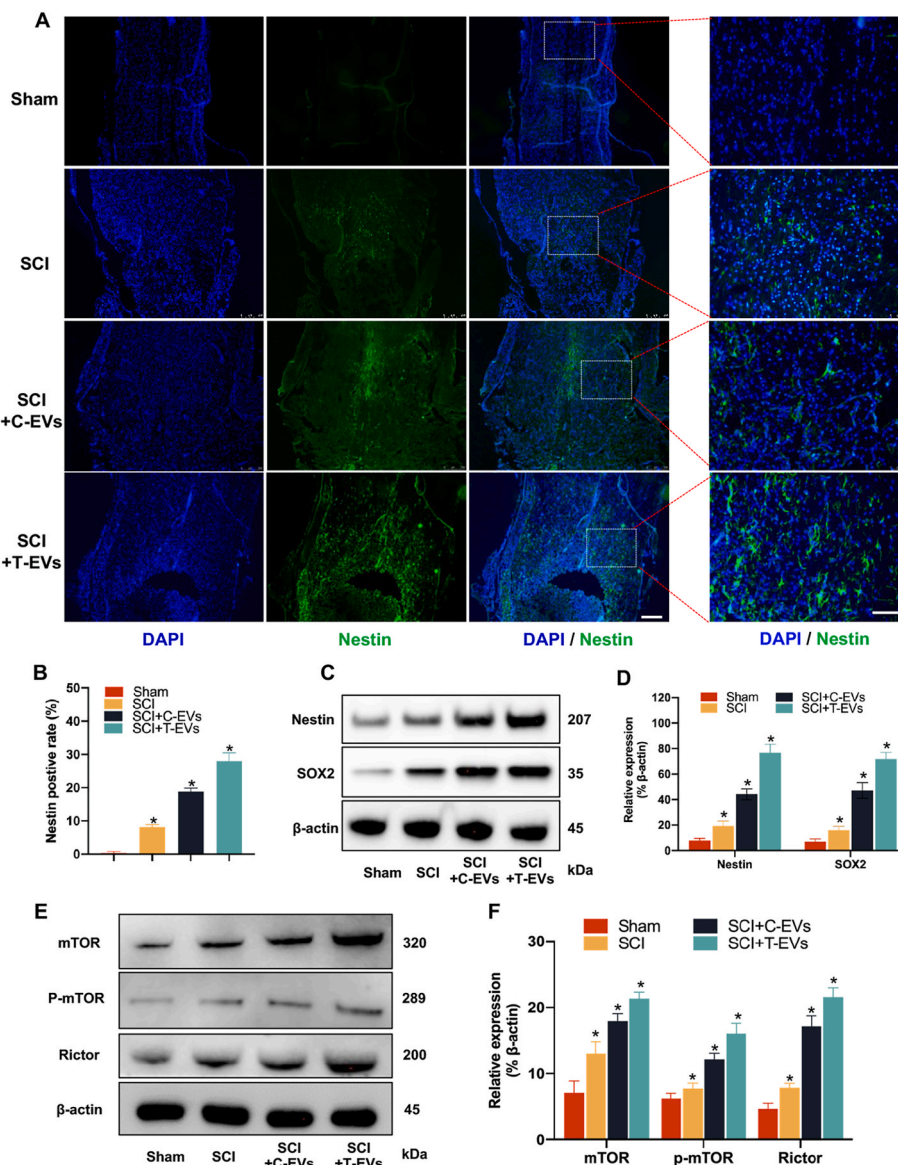 A
Sham
SCI
SCI
+C-EVs
SCI
+T-EVs
DAPI
Nestin
DAPI / Nestin
DAPI / Nestin
B
Nestin postive rate (%)
50
40
30
20
10
0
Sham
SCI
SCI+C-EVs
SCI+T-EVs
*
*
*
C
Nestin
207
SOX2
35
β-actin
45
Sham
SCI
SCI
+C-EVs
SCI
+T-EVs
kDa
D
Relative expression
(% β-actin)
120
100
80
60
40
20
0
Sham
SCI
SCI+C-EVs
SCI+T-EVs
*
*
*
*
*
*
Nestin
SOX2
E
mTOR
320
P-mTOR
289
Rictor
200
β-actin
45
Sham
SCI
SCI
+C-EVs
SCI
+T-EVs
kDa
F
Relative expression
(% β-actin)
30
20
10
0
Sham
SCI
SCI+C-EVs
SCI+T-EVs
*
*
*
*
*
*
*
*
*
mTOR
p-mTOR
Rictor